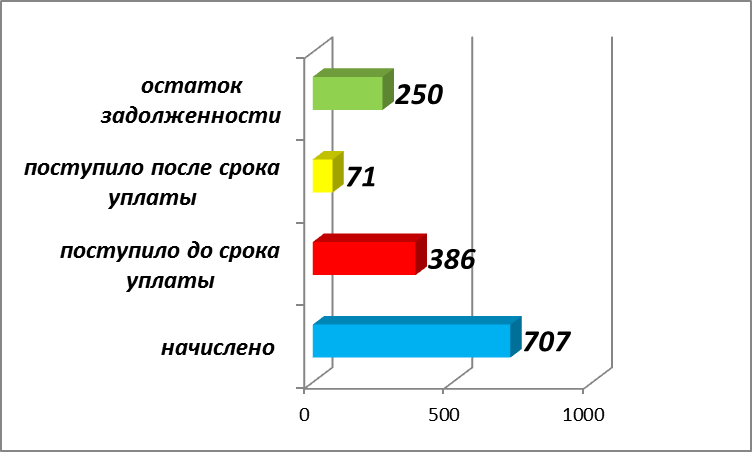 остаток
задолженности
250
поступило после срока
уплаты
71
поступило до срока
уплаты
386
начислено
707
0 500 1000